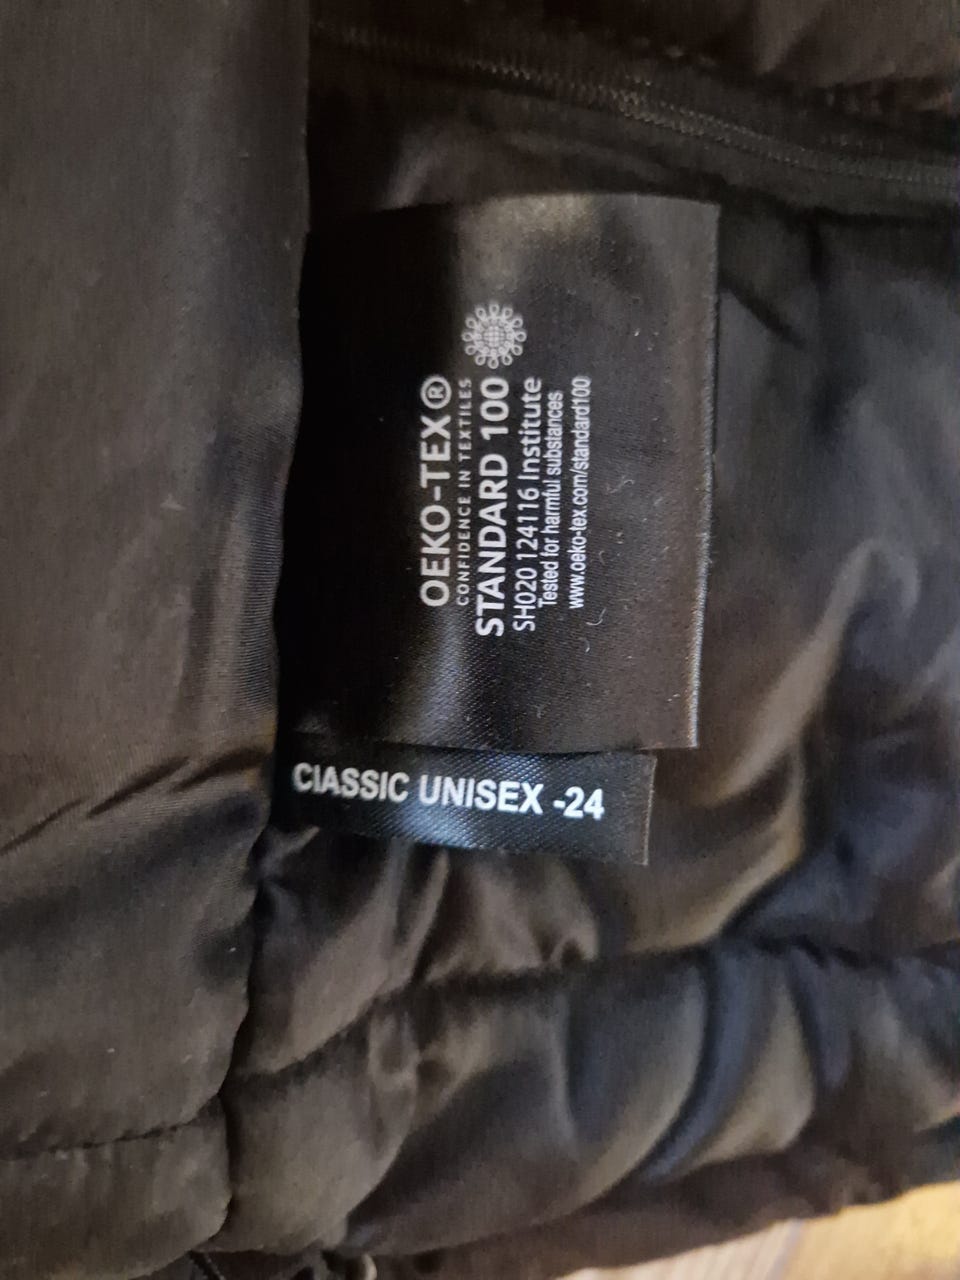 OEKO-TEX®
CONFIDENCE IN TEXTILES
STANDARD 100
SH020 124116 Institute
Tested for harmful substances
www.oeko-tex.com/standard100
ClASSIC UNISEX -24